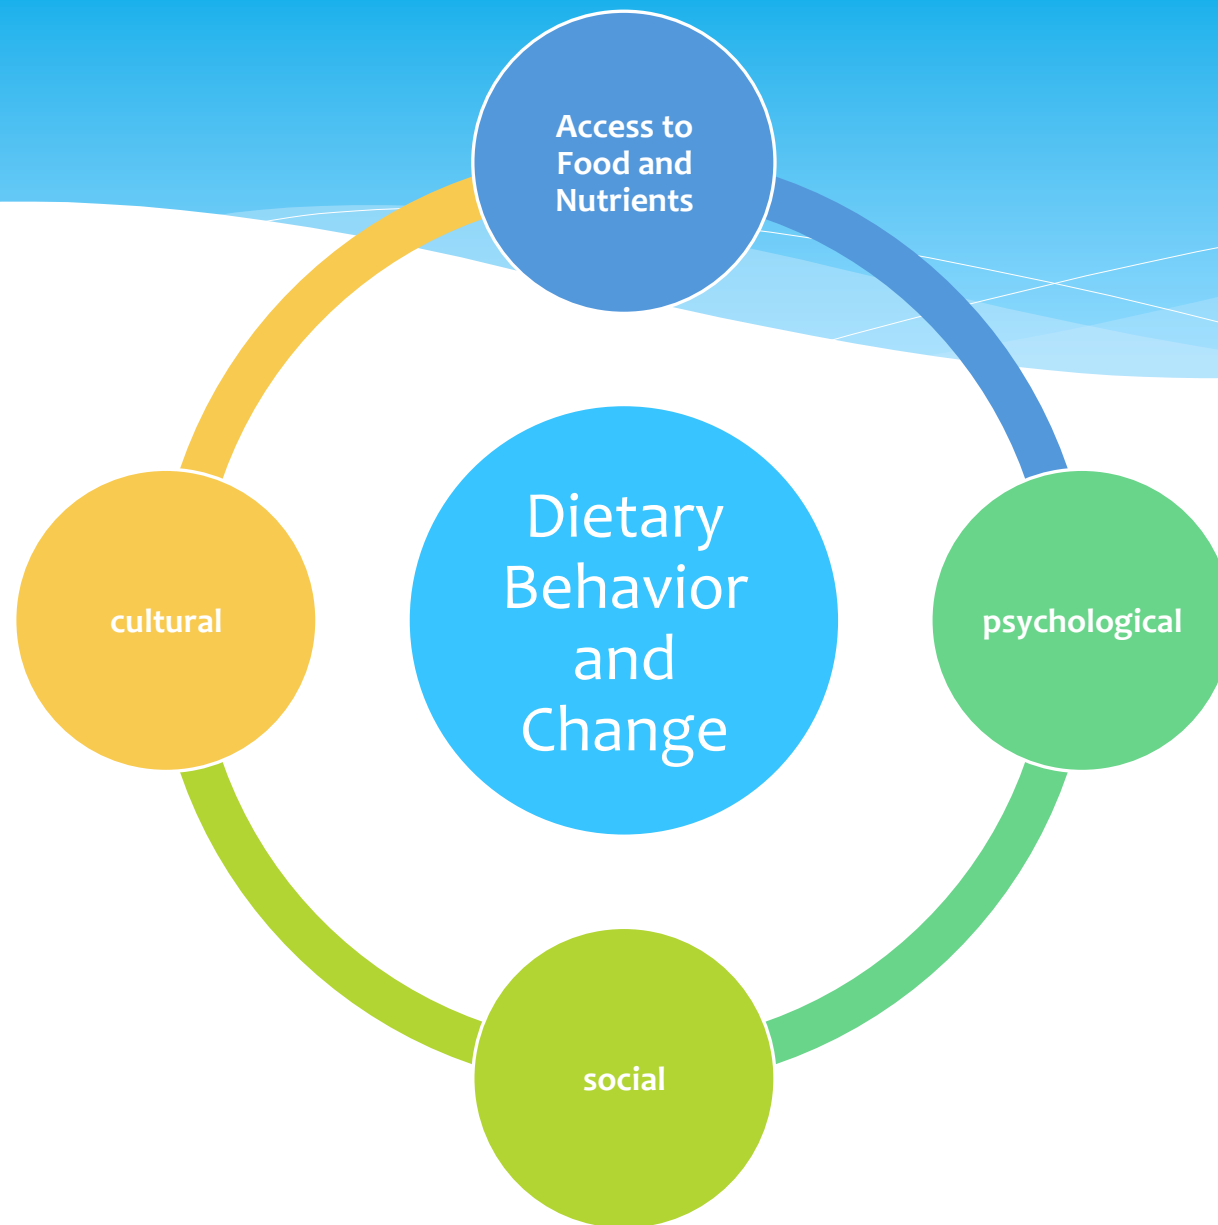 Access to
Food and
Nutrients
Dietary
Behavior
and
Change
cultural
psychological
social